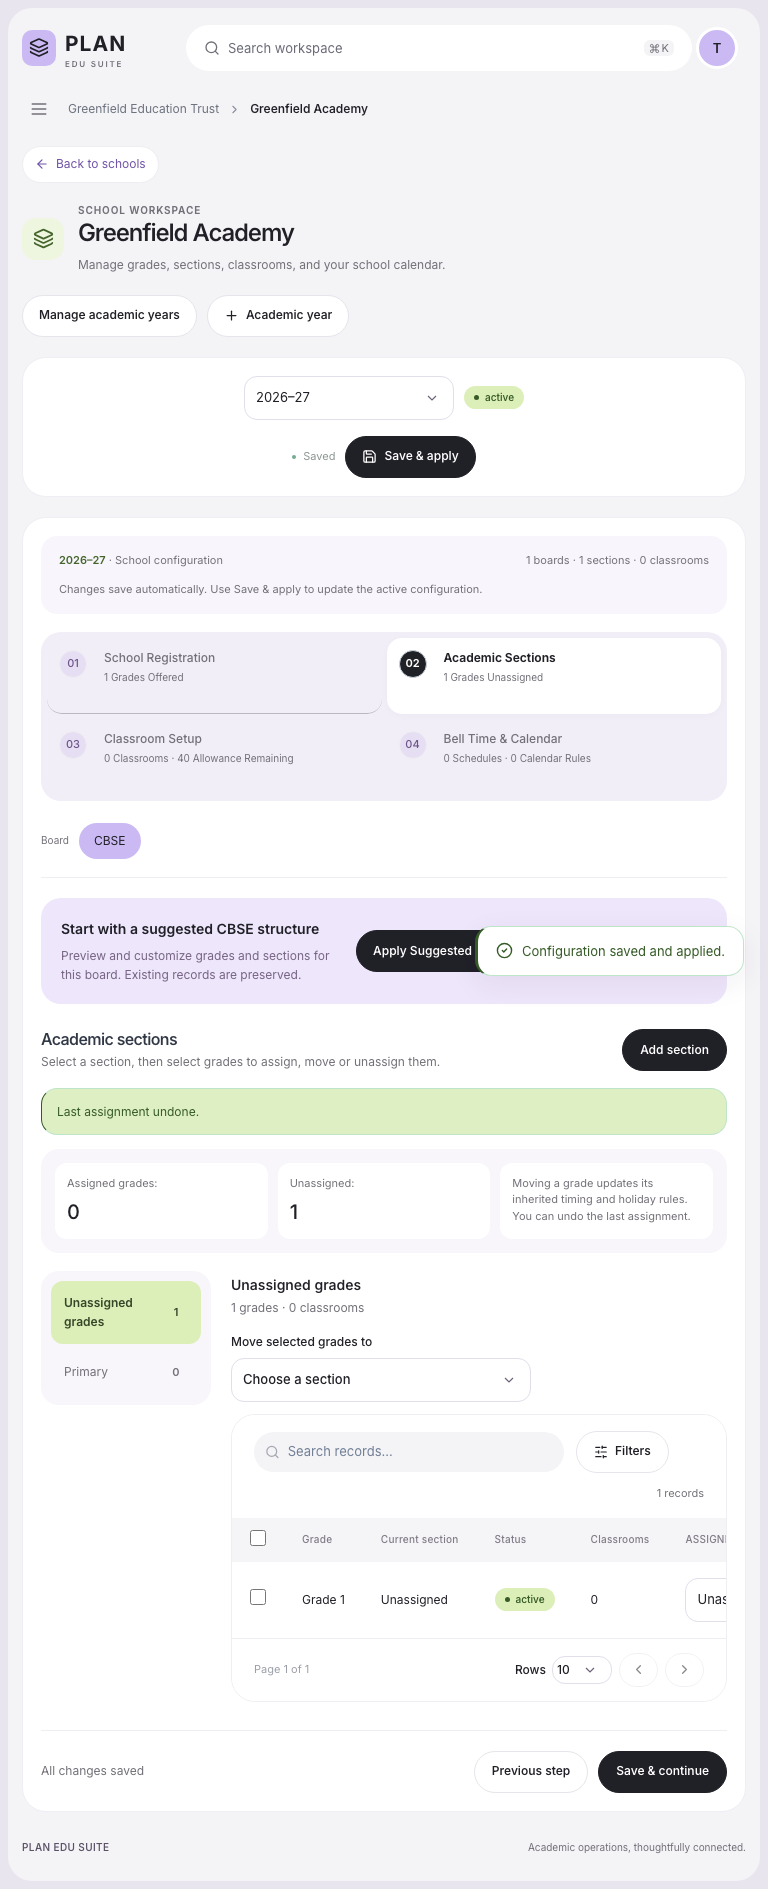 PLAN
EDU SUITE
Search workspace
⌘K
T
Greenfield Education Trust > Greenfield Academy
Back to schools
SCHOOL WORKSPACE
Greenfield Academy
Manage grades, sections, classrooms, and your school calendar.
Manage academic years
Academic year
2026–27
active
Saved
Save & apply
2026–27 · School configuration
1 boards · 1 sections · 0 classrooms
Changes save automatically. Use Save & apply to update the active configuration.
01
School Registration
1 Grades Offered
02
Academic Sections
1 Grades Unassigned
03
Classroom Setup
0 Classrooms · 40 Allowance Remaining
04
Bell Time & Calendar
0 Schedules · 0 Calendar Rules
Board
CBSE
Start with a suggested CBSE structure
Preview and customize grades and sections for
this board. Existing records are preserved.
Apply Suggested
Configuration saved and applied.
Academic sections
Select a section, then select grades to assign, move or unassign them.
Add section
Last assignment undone.
Assigned grades:
0
Unassigned:
1
Moving a grade updates its
inherited timing and holiday rules.
You can undo the last assignment.
Unassigned
grades
1
Primary
0
Unassigned grades
1 grades · 0 classrooms
Move selected grades to
Choose a section
Search records...
Filters
1 records
Grade
Current section
Status
Classrooms
Grade 1
Unassigned
active
0
Page 1 of 1
Rows
10
All changes saved
Previous step
Save & continue
PLAN EDU SUITE
Academic operations, thoughtfully connected.